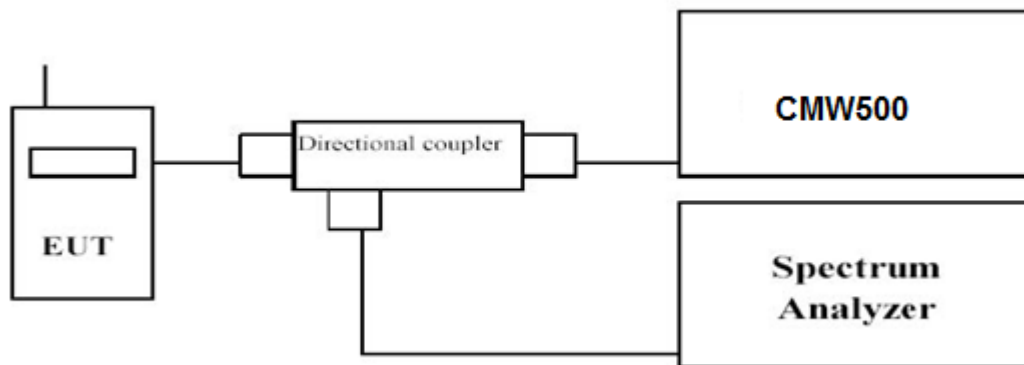 CMW500
Directional coupler
EUT
Spectrum
Analyzer